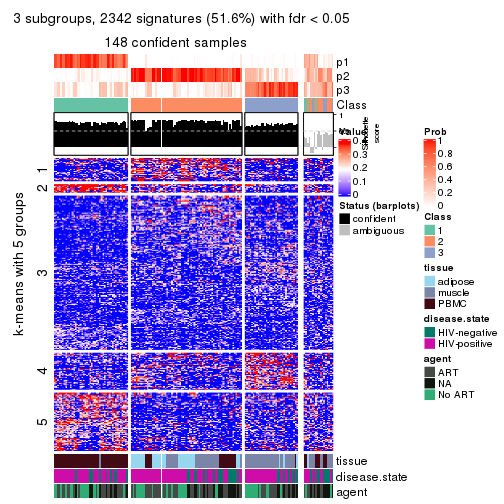 3 subgroups, 2342 signatures (51.6%) with fdr < 0.05
148 confident samples
p1
p2
p3
Class
1
Silhouette
score
k-means with 5 groups
1
2
3
4
5
tissue
disease.state
agent
Value
0.3
0.2
0.1
0
Status (barplots)
confident
ambiguous
Prob
1
0.8
0.6
0.4
0.2
0
Class
1
2
3
tissue
adipose
muscle
PBMC
disease.state
HIV-negative
HIV-positive
agent
ART
NA
No ART